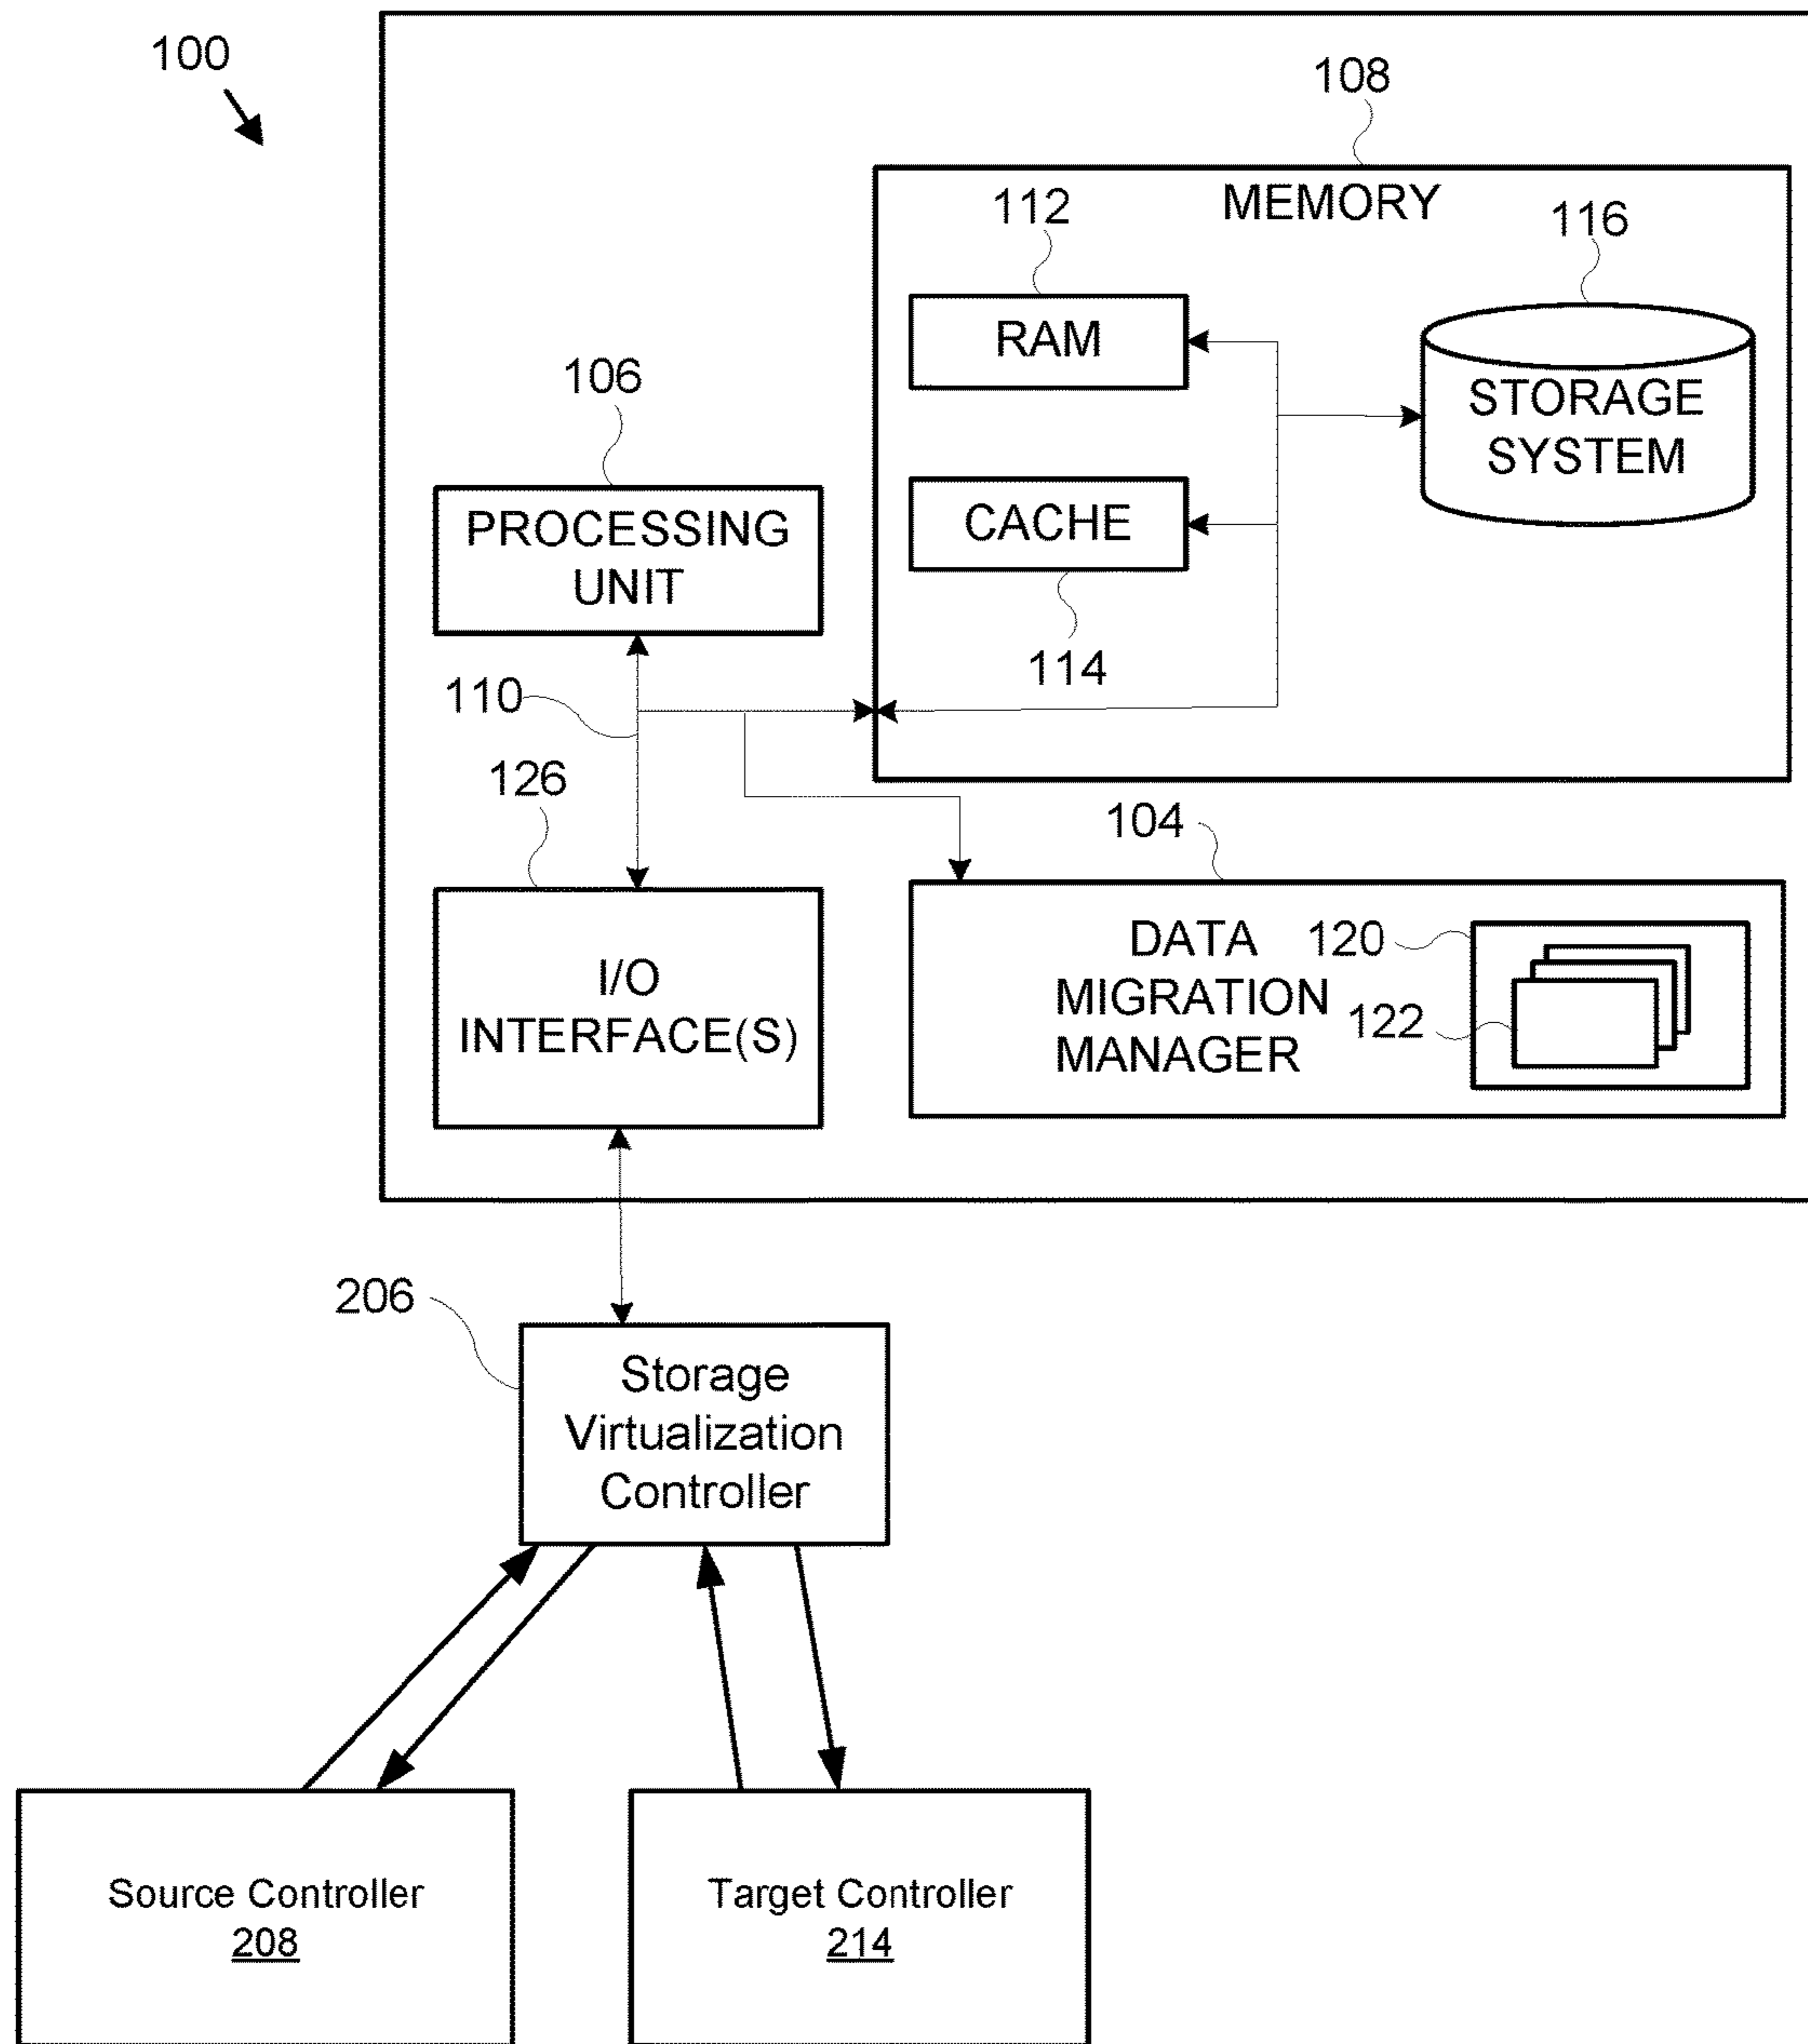 100
108
MEMORY
112
116
RAM
STORAGE
SYSTEM
106
PROCESSING
UNIT
CACHE
114
110
126
104
I/O
INTERFACE(S)
DATA
MIGRATION
MANAGER
120
122
206
Storage
Virtualization
Controller
Source Controller
208
Target Controller
214